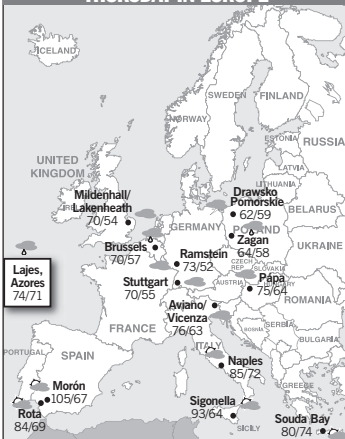 THURSDAY IN EUROPE
ICELAND
SWEDEN
FINLAND
NORWAY
ESTONIA
RUSSIA
LATVIA
LITHUANIA
UNITED
KINGDOM
Mildenhall/
Lakenheath
70/54
Drawsko
Pomorskie
62/59
BELARUS
GERMANY
POLAND
Zagan
64/58
UKRAINE
Brussels
70/57
Ramstein
73/52
CZECH
REP
SLOVAKIA
Lajes,
Azores
74/71
Stuttgart
70/55
AUSTRIA
Pápa
75/64
HUNGARY
ROMANIA
Aviano/
Vicenza
76/63
FRANCE
BOSNIA
SERBIA
BULGARIA
PORTUGAL
SPAIN
ITALY
Naples
85/72
Morón
105/67
GREECE
Rota
84/69
Sigonella
93/64
SICILY
Souda Bay
80/74